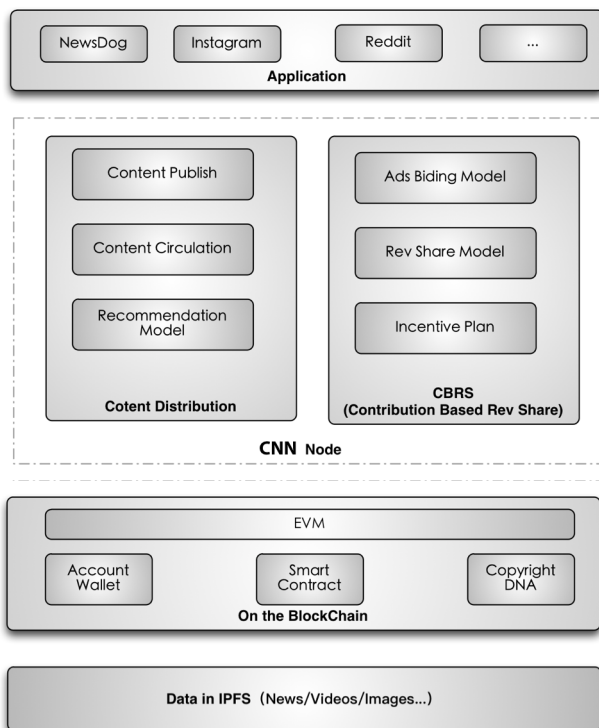 NewsDog
Instagram
Reddit
...
Application
Content Publish
Content Circulation
Recommendation
Model
Cotent Distribution
Ads Biding Model
Rev Share Model
Incentive Plan
CBRS
(Contribution Based Rev Share)
CNN Node
EVM
Account
Wallet
Smart
Contract
Copyright
DNA
On the BlockChain
Data in IPFS（News/Videos/Images...）